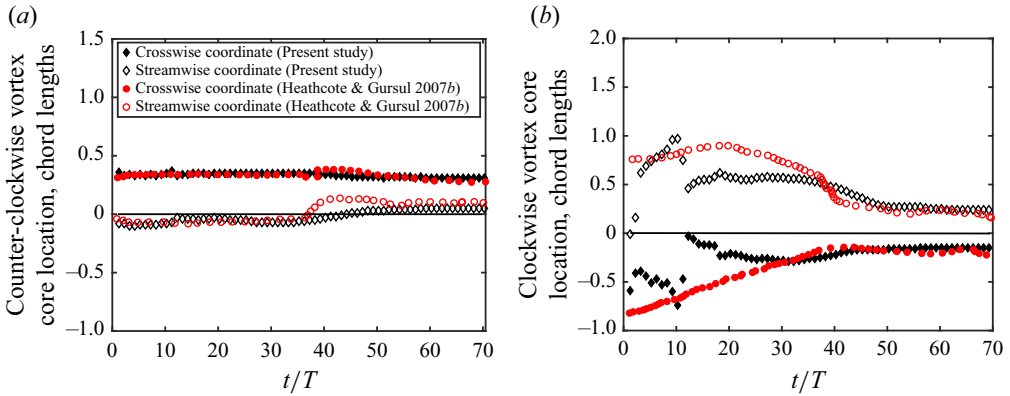 (a)
Counter-clockwise vortex
core location, chord lengths
1.5
1.0
0.5
0
–0.5
–1.0
Crosswise coordinate (Present study)
Streamwise coordinate (Present study)
Crosswise coordinate (Heathcote & Gursul 2007b)
Streamwise coordinate (Heathcote & Gursul 2007b)
0 10 20 30 40 50 60 70
t/T
(b)
Clockwise vortex core
location, chord lengths
2.0
1.5
1.0
0.5
0
–0.5
–1.0
0 10 20 30 40 50 60 70
t/T